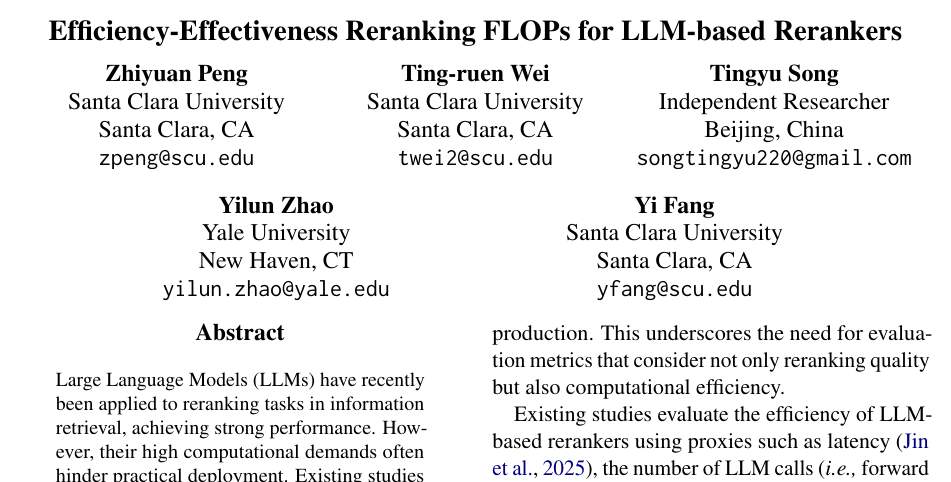 Efficiency-Effectiveness Reranking FLOPs for LLM-based Rerankers
Zhiyuan Peng
Santa Clara University
Santa Clara, CA
zpeng@scu.edu
Ting-ruen Wei
Santa Clara University
Santa Clara, CA
twei2@scu.edu
Tingyu Song
Independent Researcher
Beijing, China
songtingyu220@gmail.com
Yilun Zhao
Yale University
New Haven, CT
yilun.zhao@yale.edu
Yi Fang
Santa Clara University
Santa Clara, CA
yfang@scu.edu
Abstract
Large Language Models (LLMs) have recently
been applied to reranking tasks in information
retrieval, achieving strong performance. How-
ever, their high computational demands often
hinder practical deployment. Existing studies
production. This underscores the need for evalua-
tion metrics that consider not only reranking quality
but also computational efficiency.
Existing studies evaluate the efficiency of LLM-
based rerankers using proxies such as latency (Jin
et al., 2025), the number of LLM calls (i.e., forward